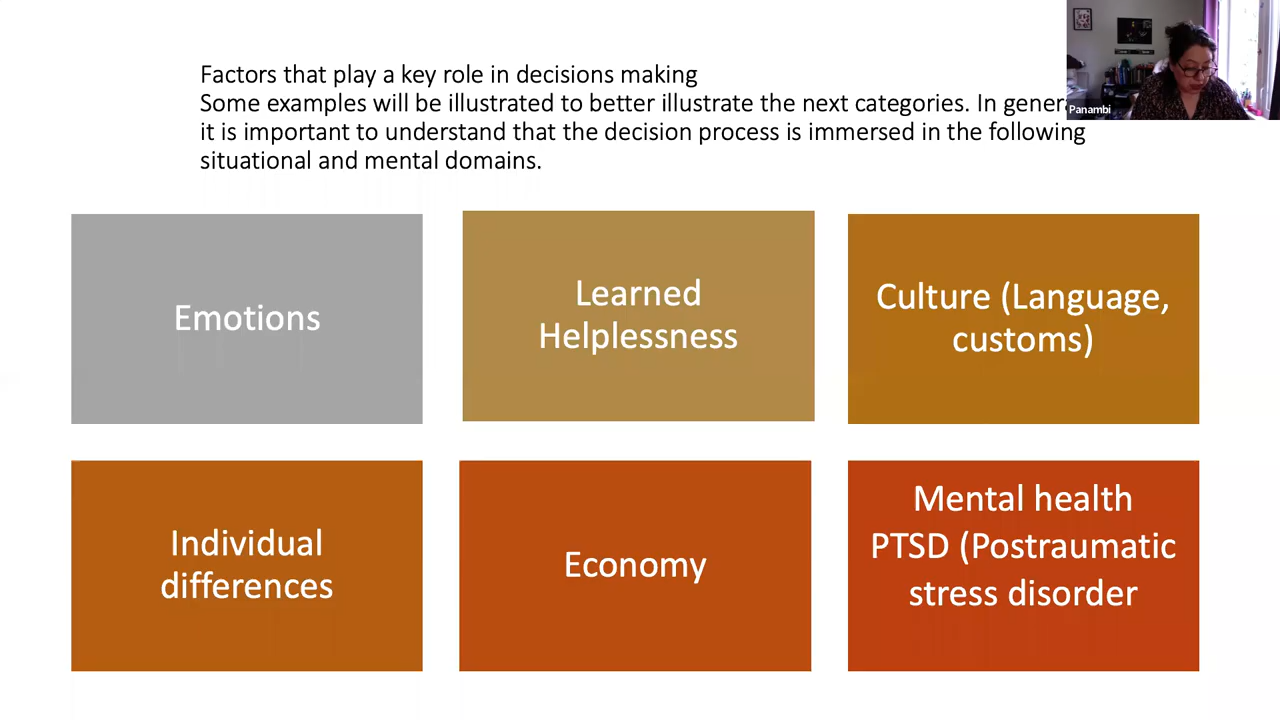 Factors that play a key role in decisions making
Some examples will be illustrated to better illustrate the next categories. In genera
it is important to understand that the decision process is immersed in the following
situational and mental domains.
Panambi
Emotions
Learned
Helplessness
Culture (Language,
customs)
Individual
differences
Economy
Mental health
PTSD (Postraumatic
stress disorder